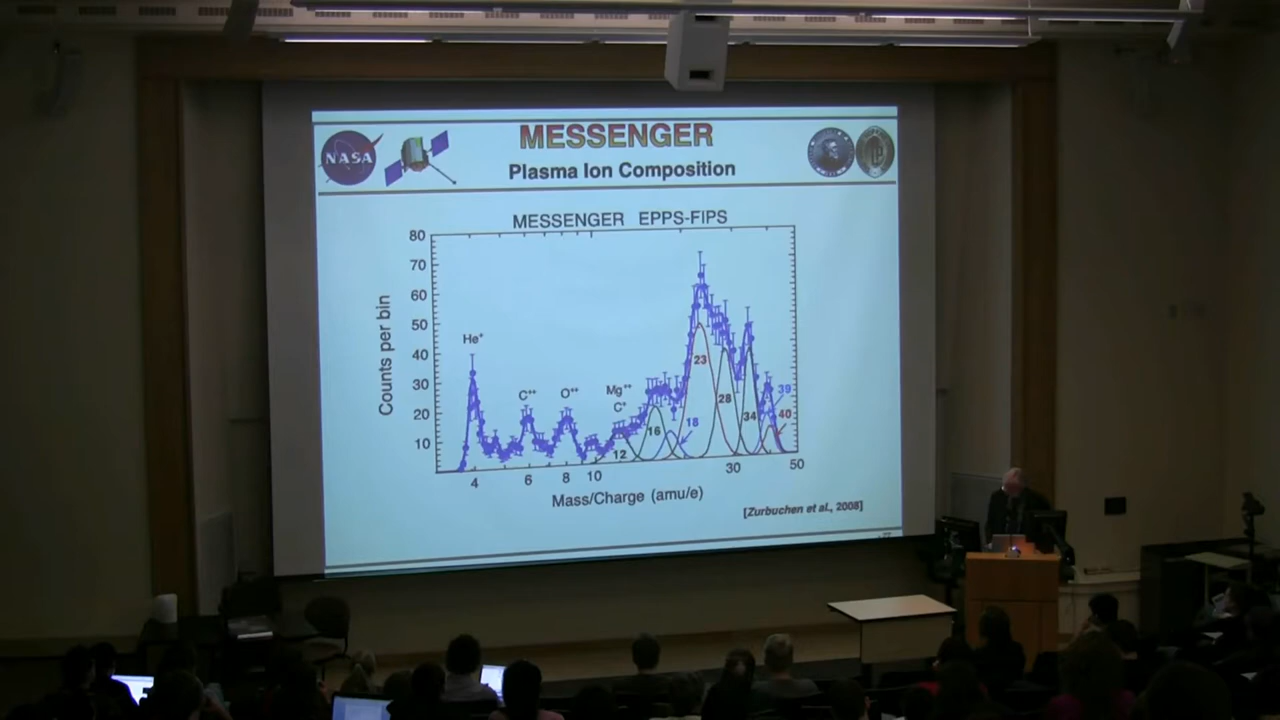 NASA
MESSENGER
Plasma Ion Composition
MESSENGER EPPS-FIPS
80
70
60
50
40
30
20
10
Counts per bin
He⁺
C⁺⁺
O⁺⁺
Mg⁺⁺
C⁺
12
16
18
23
28
34
39
40
4
6
8
10
30
50
Mass/Charge (amu/e)
[Zurbuchen et al., 2008]